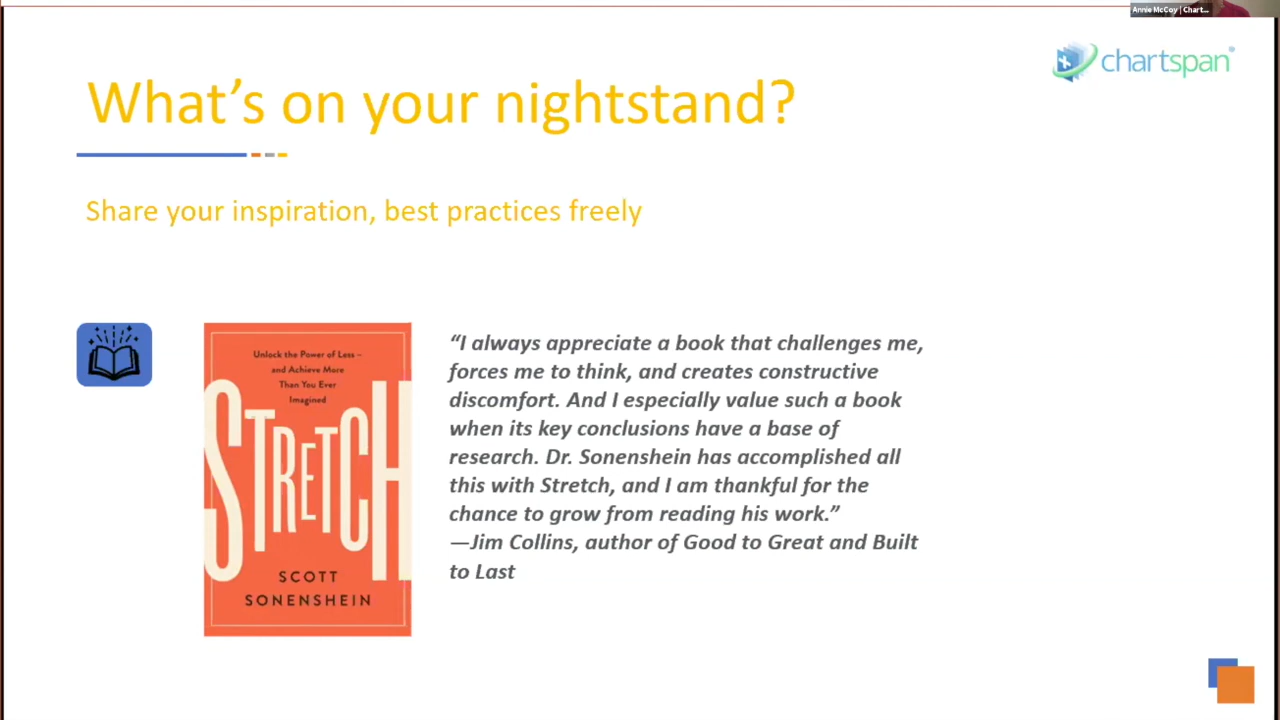 Annie McCoy | Chart...
chartspan
What's on your nightstand?
Share your inspiration, best practices freely
Unlock the Power of Less –
and Achieve More
Than You Ever
Imagined
STRETCH
SCOTT
SONENSHEIN
“I always appreciate a book that challenges me,
forces me to think, and creates constructive
discomfort. And I especially value such a book
when its key conclusions have a base of
research. Dr. Sonenshein has accomplished all
this with Stretch, and I am thankful for the
chance to grow from reading his work.”
—Jim Collins, author of Good to Great and Built
to Last